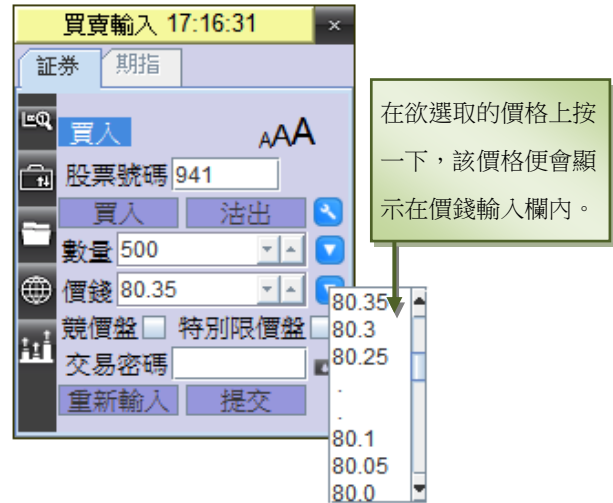 買賣輸入 17:16:31 ×
証券 期指
買入 AAA
股票號碼 941
買入 沽出
數量 500
價錢 80.35
競價盤 特別限價盤
交易密碼
重新輸入 提交
在欲選取的價格上按
一下，該價格便會顯
示在價錢輸入欄內。
80.35
80.3
80.25
.
.
80.1
80.05
80.0